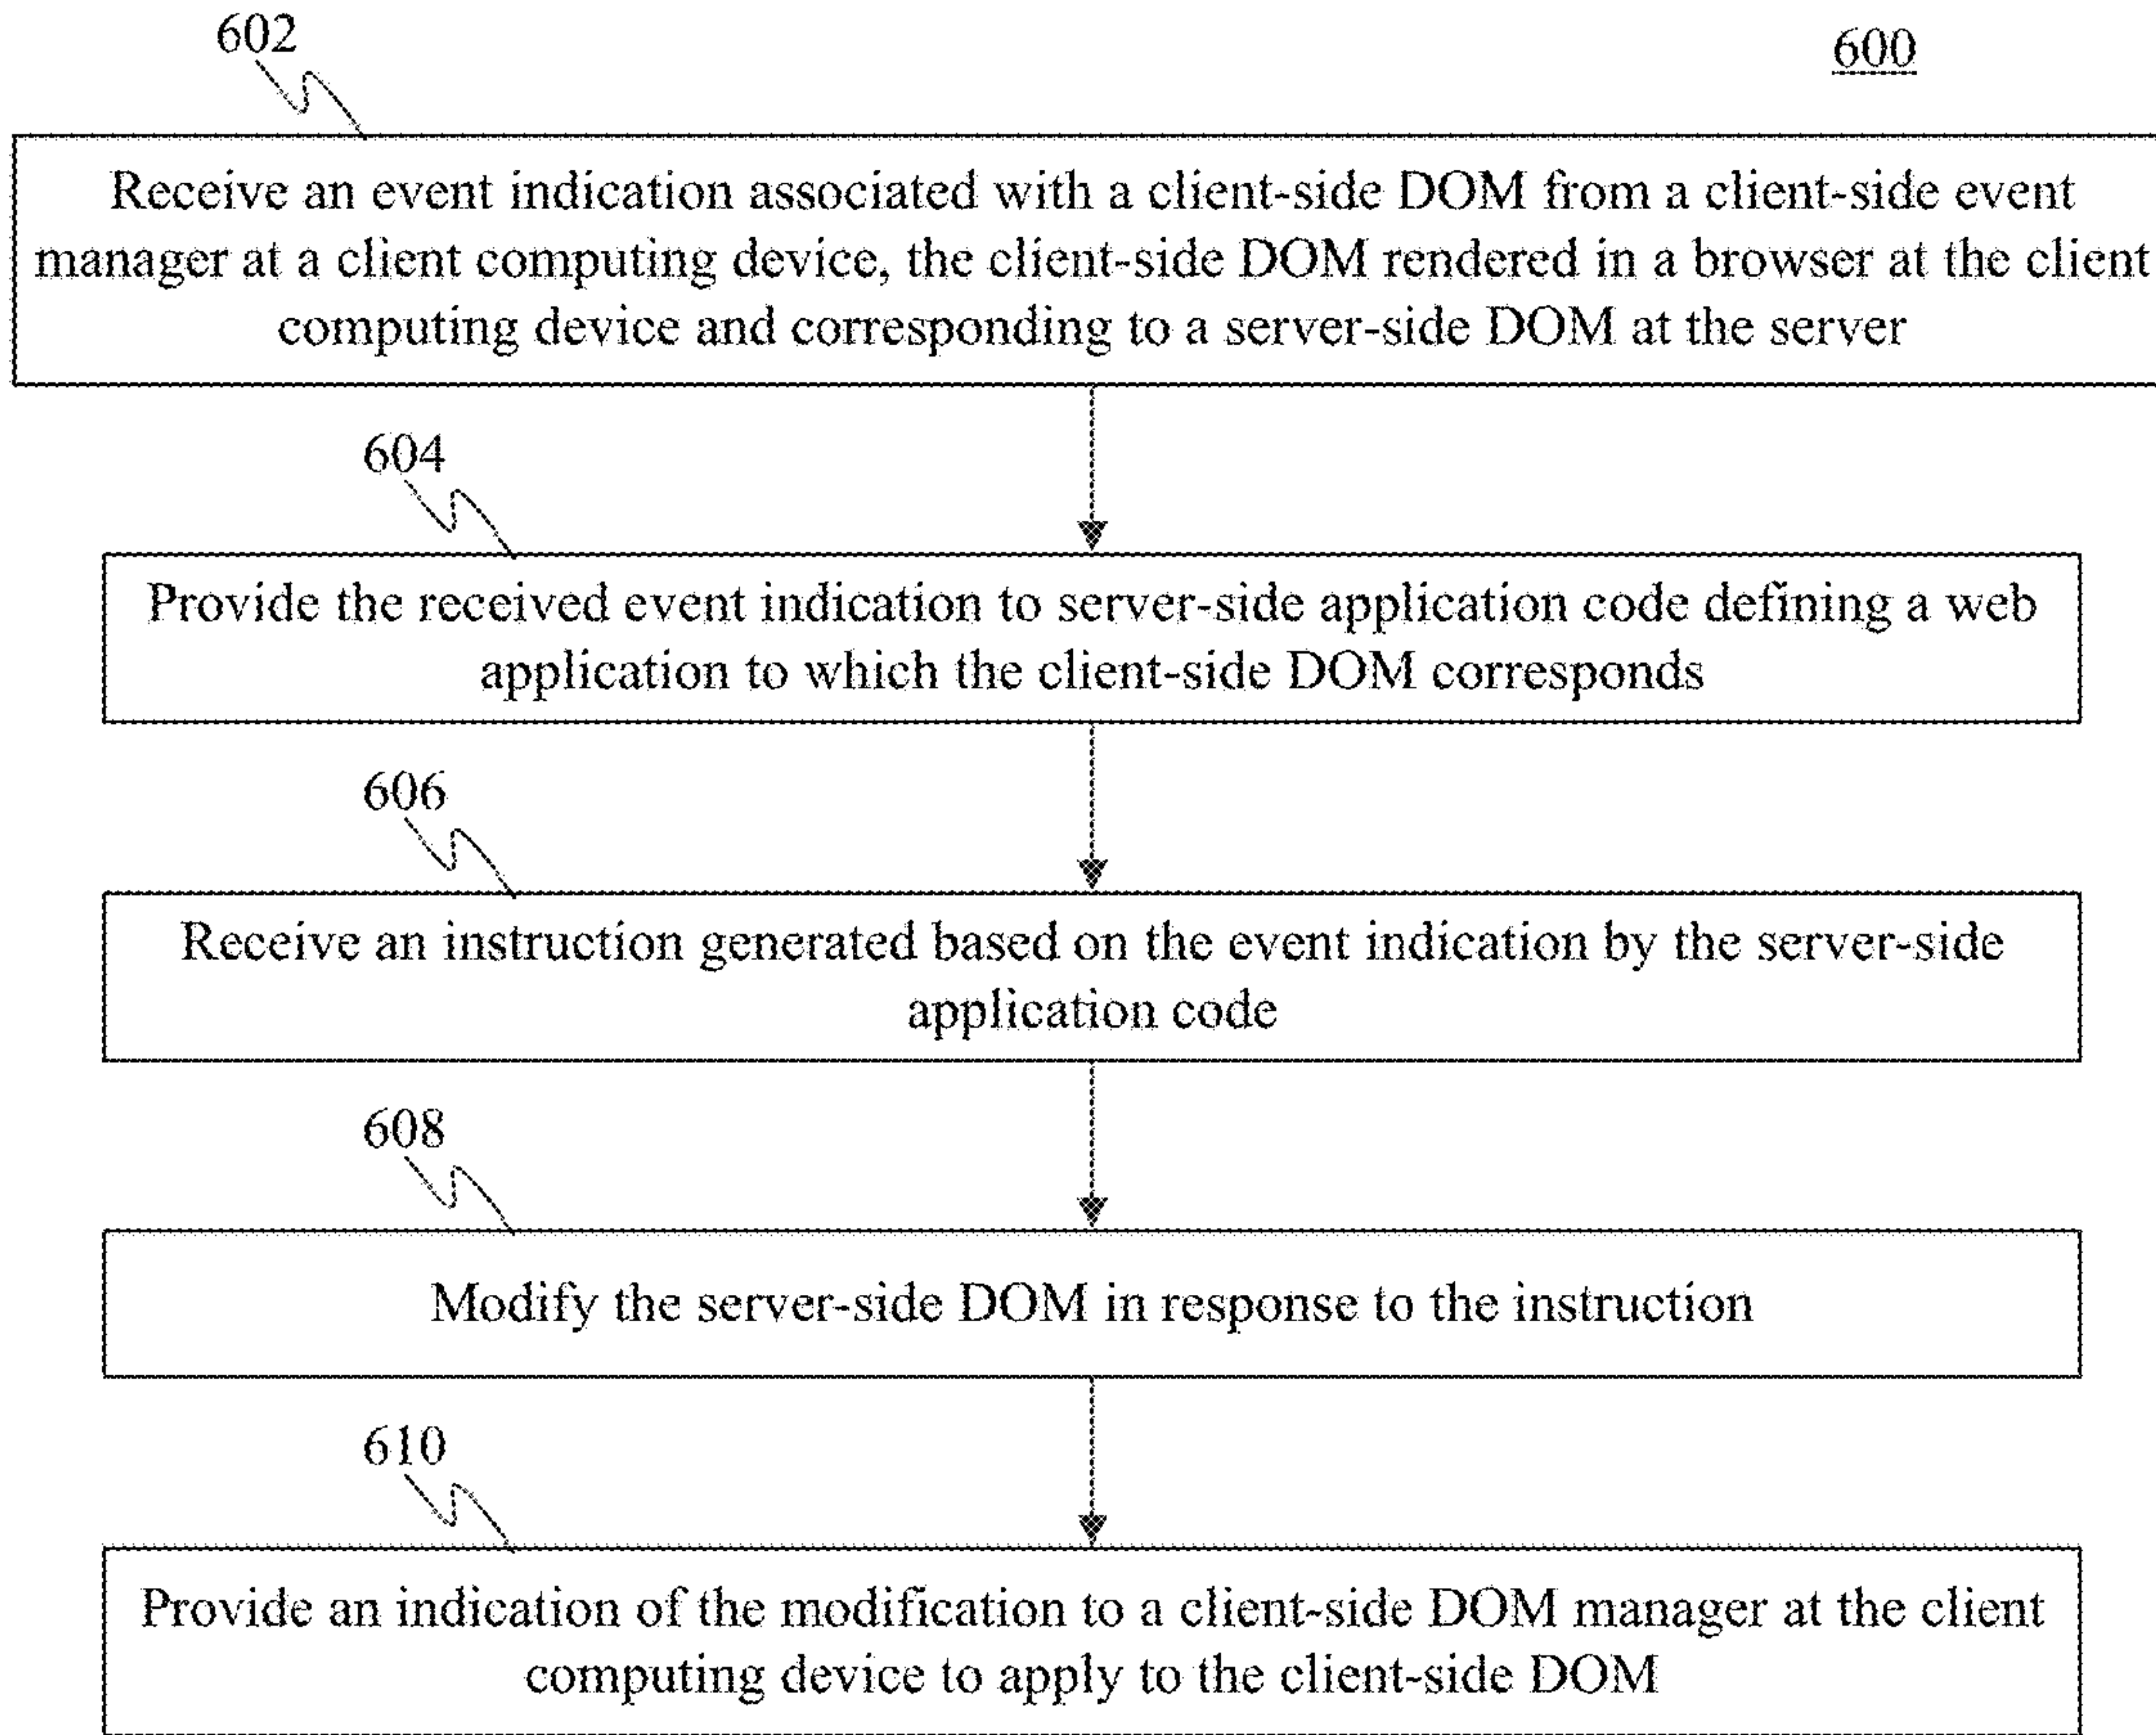 602
600
Receive an event indication associated with a client-side DOM from a client-side event
manager at a client computing device, the client-side DOM rendered in a browser at the client
computing device and corresponding to a server-side DOM at the server
604
Provide the received event indication to server-side application code defining a web
application to which the client-side DOM corresponds
606
Receive an instruction generated based on the event indication by the server-side
application code
608
Modify the server-side DOM in response to the instruction
610
Provide an indication of the modification to a client-side DOM manager at the client
computing device to apply to the client-side DOM